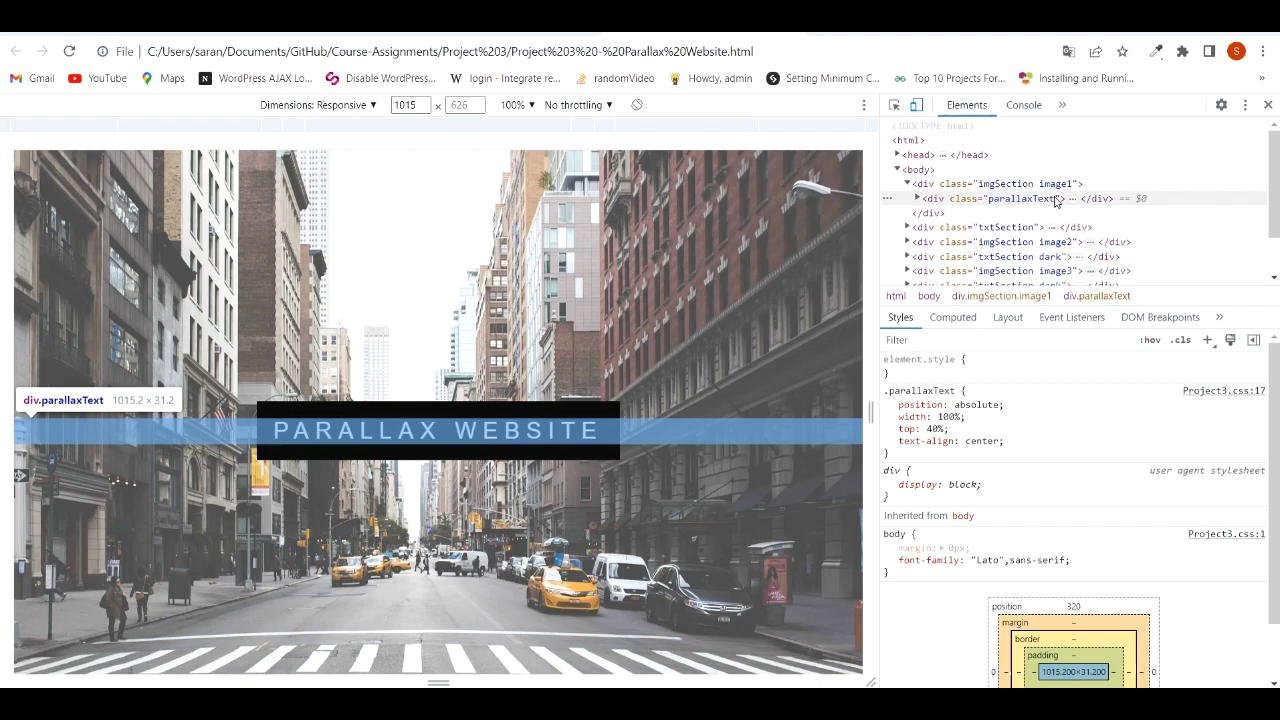 File C:/Users/saran/Documents/GitHub/Course-Assignments/Project%203/Project%203%20-%20Parallax%20Website.html S
Gmail YouTube Maps WordPress AJAX Lo... Disable WordPress... login - Integrate re... randomVideo Howdy, admin Setting Minimum C... Top 10 Projects For... Installing and Runni... »
Dimensions: Responsive ▼ 1015 × 626 100% ▼ No throttling ▼
Elements Console »
<!DOCTYPE html>
<html>
<head> … </head>
<body>
<div class="imgSection image1">
<div class="parallaxText"> … </div> == $0
</div>
<div class="txtSection"> … </div>
<div class="imgSection image2"> … </div>
<div class="txtSection dark"> … </div>
<div class="imgSection image3"> … </div>
<div class="txtSection dark"> … </div>
html body div.imgSection.image1 div.parallaxText
Styles Computed Layout Event Listeners DOM Breakpoints »
Filter :hov .cls +
element.style {
}
.parallaxText { Project3.css:17
position: absolute;
width: 100%;
top: 40%;
text-align: center;
}
div { user agent stylesheet
display: block;
}
Inherited from body
body { Project3.css:1
margin: 0px;
font-family: "Lato",sans-serif;
}
position 320
margin –
border –
padding –
0 – – – 1015.200×31.200 – – – 0
div.parallaxText 1015.2 × 31.2
PARALLAX WEBSITE